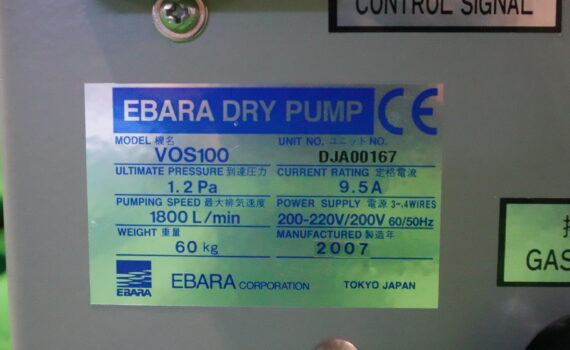 CONTROL SIGNAL
EBARA DRY PUMP CE
MODEL 機名 UNIT NO. ユニット NO.
VOS100 DJA00167
ULTIMATE PRESSURE 到達圧力 CURRENT RATING 定格電流
1.2 Pa 9.5A
PUMPING SPEED 最大排気速度 POWER SUPPLY 電源 3~.4WIRES
1800 L/min 200-220V/200V 60/50Hz
WEIGHT 重量 MANUFACTURED 製造年
60 kg 2007
EBARA EBARA CORPORATION TOKYO JAPAN
GAS